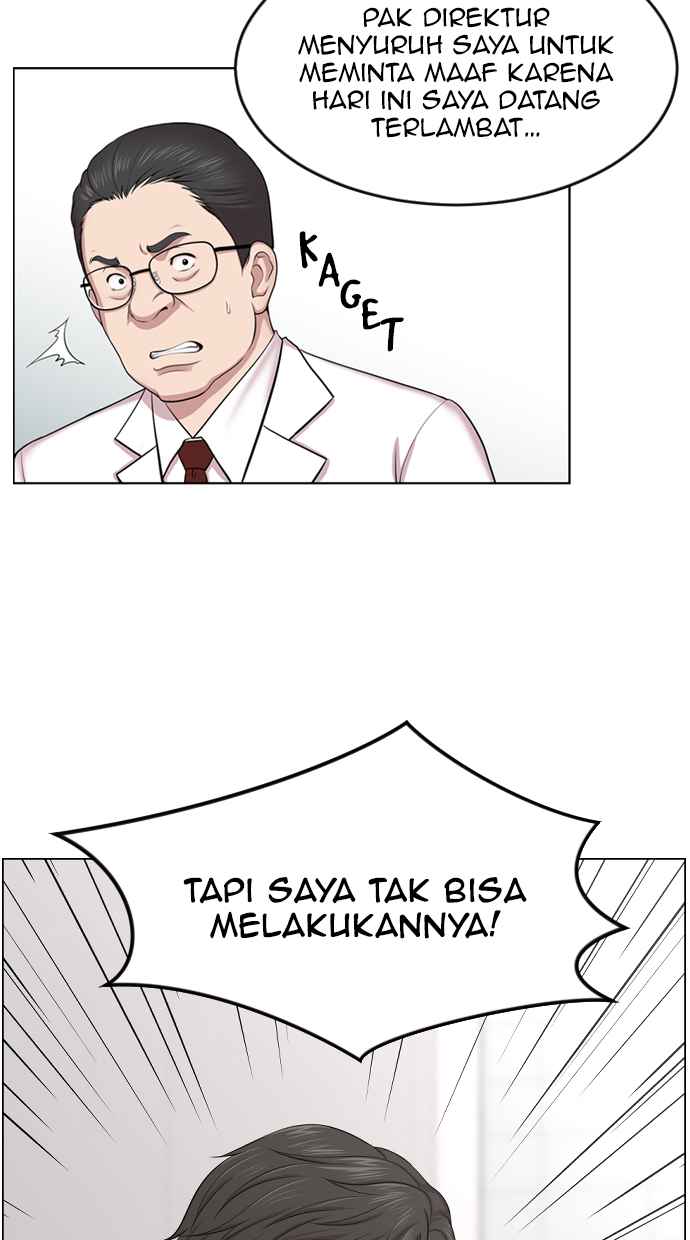 PAK DIREKTUR
MENYURUH SAYA UNTUK
MEMINTA MAAF KARENA
HARI INI SAYA DATANG
TERLAMBAT...
KAGET
TAPI SAYA TAK BISA
MELAKUKANNYA!